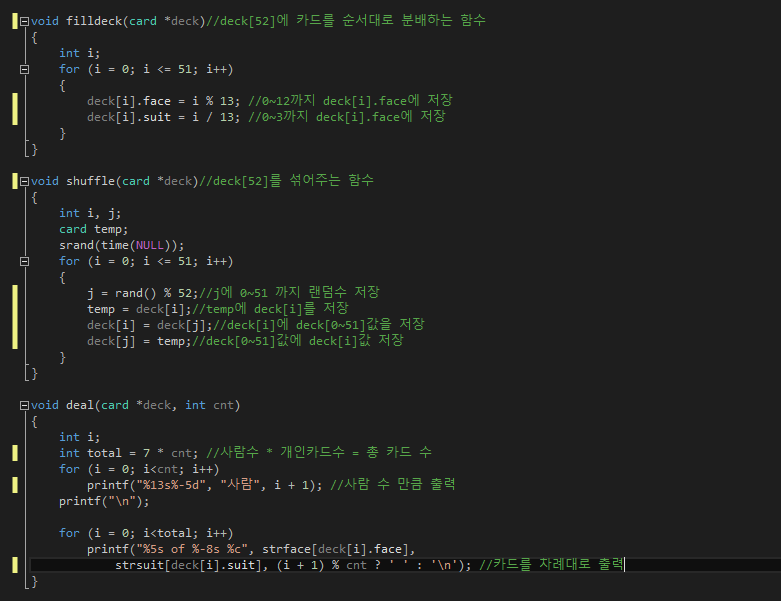 void filldeck(card *deck)//deck[52]에 카드를 순서대로 분배하는 함수
{
    int i;
    for (i = 0; i <= 51; i++)
    {
        deck[i].face = i % 13; //0~12까지 deck[i].face에 저장
        deck[i].suit = i / 13; //0~3까지 deck[i].face에 저장
    }
}
void shuffle(card *deck)//deck[52]를 섞어주는 함수
{
    int i, j;
    card temp;
    srand(time(NULL));
    for (i = 0; i <= 51; i++)
    {
        j = rand() % 52;//j에 0~51 까지 랜덤수 저장
        temp = deck[i];//temp에 deck[i]를 저장
        deck[i] = deck[j];//deck[i]에 deck[0~51]값을 저장
        deck[j] = temp;//deck[0~51]값에 deck[i]값 저장
    }
}
void deal(card *deck, int cnt)
{
    int i;
    int total = 7 * cnt; //사람수 * 개인카드수 = 총 카드 수
    for (i = 0; i<cnt; i++)
        printf("%13s%-5d", "사람", i + 1); //사람 수 만큼 출력
    printf("\n");
    for (i = 0; i<total; i++)
        printf("%5s of %-8s %c", strface[deck[i].face],
            strsuit[deck[i].suit], (i + 1) % cnt ? ' ' : '\n'); //카드를 차례대로 출력
}